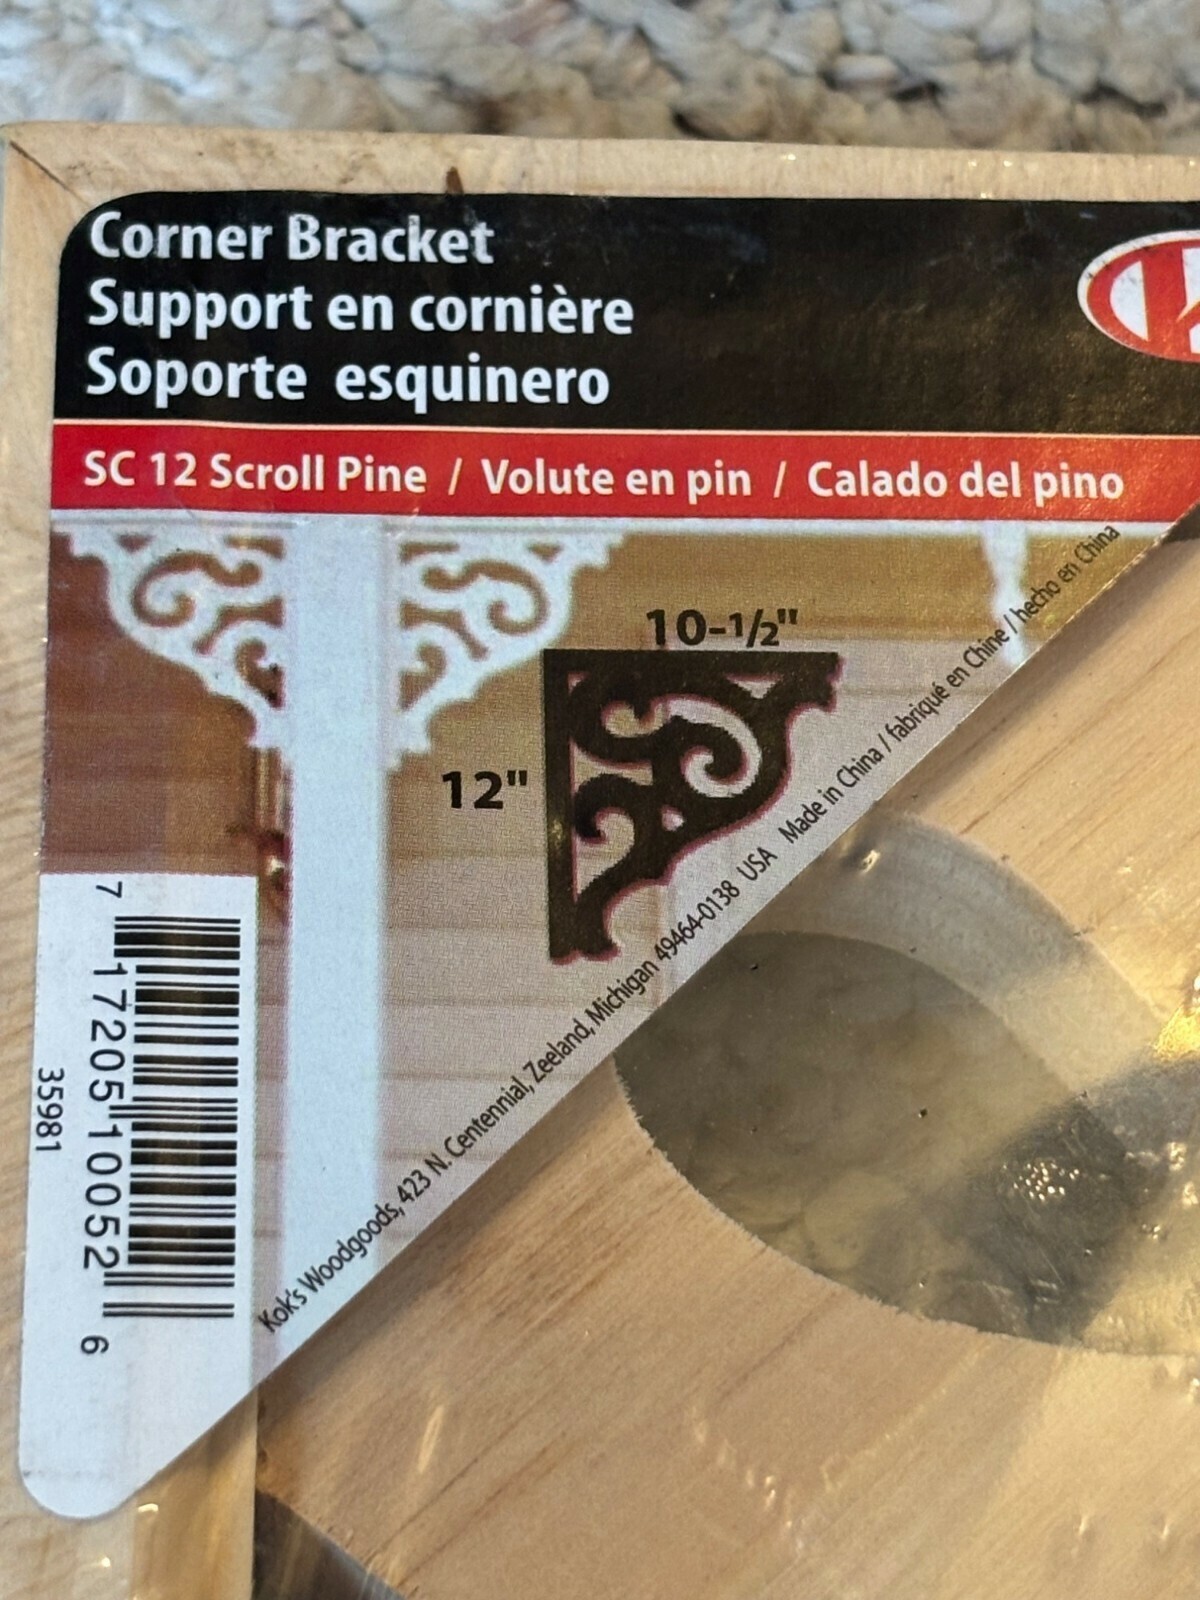 Corner Bracket
Support en cornière
Soporte esquinero
SC 12 Scroll Pine / Volute en pin / Calado del pino
10-1/2"
12"
Kok's Woodgoods, 423 N. Centennial, Zeeland, Michigan 49464-0138 USA Made in China / fabriqué en Chine / hecho en China
7 17205 10052 6
35981